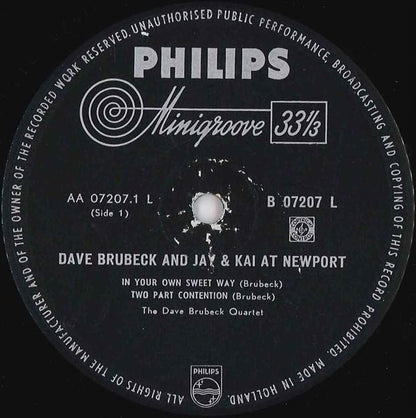 ALL RIGHTS OF THE MANUFACTURER AND OF THE OWNER OF THE RECORDED WORK RESERVED. UNAUTHORISED PUBLIC PERFORMANCE, BROADCASTING AND COPYING OF THIS RECORD PROHIBITED. MADE IN HOLLAND.
PHILIPS
Minigroove 33⅓
AA 07207.1 L
(Side 1)
B 07207 L
DAVE BRUBECK AND JAY & KAI AT NEWPORT
IN YOUR OWN SWEET WAY (Brubeck)
TWO PART CONTENTION (Brubeck)
The Dave Brubeck Quartet
PHILIPS